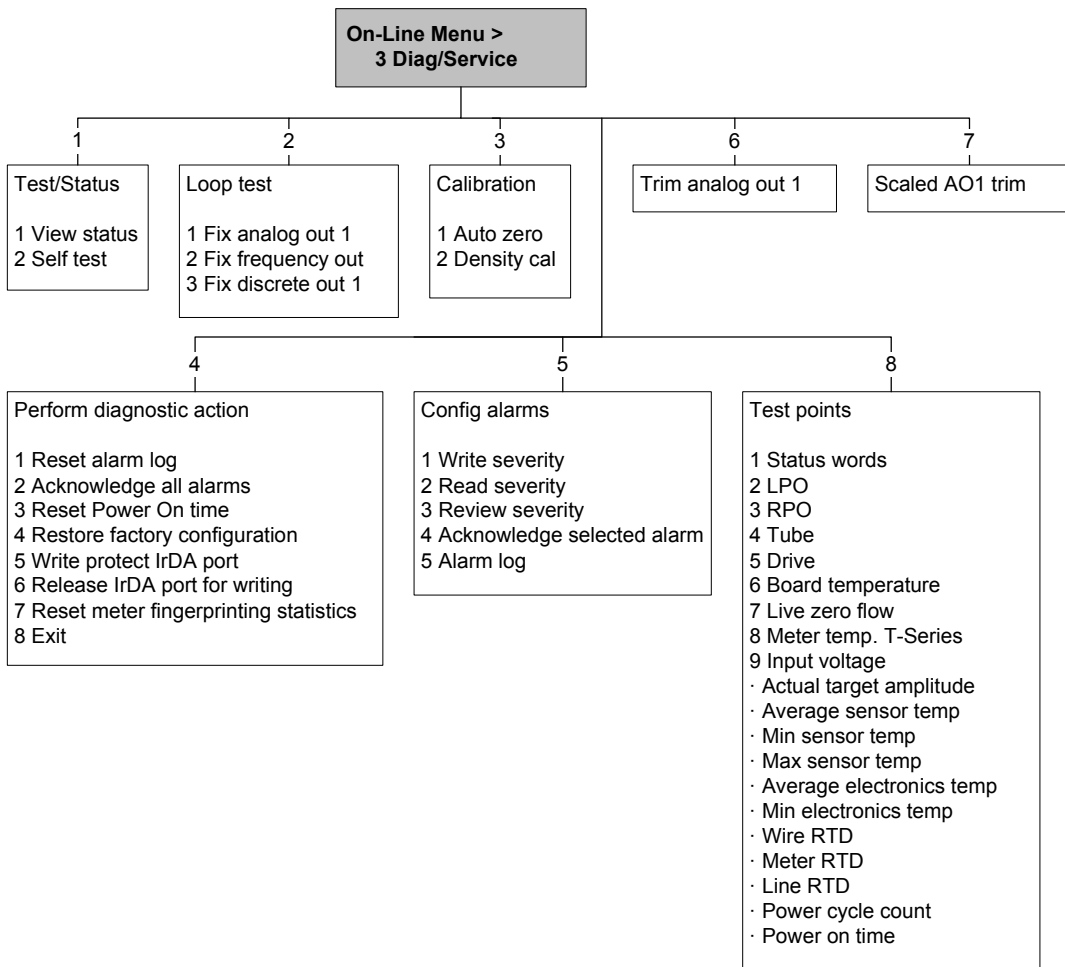 On-Line Menu >
3 Diag/Service
1
2
3
6
7
Test/Status
1 View status
2 Self test
Loop test
1 Fix analog out 1
2 Fix frequency out
3 Fix discrete out 1
Calibration
1 Auto zero
2 Density cal
Trim analog out 1
Scaled AO1 trim
4
5
8
Perform diagnostic action
1 Reset alarm log
2 Acknowledge all alarms
3 Reset Power On time
4 Restore factory configuration
5 Write protect IrDA port
6 Release IrDA port for writing
7 Reset meter fingerprinting statistics
8 Exit
Config alarms
1 Write severity
2 Read severity
3 Review severity
4 Acknowledge selected alarm
5 Alarm log
Test points
1 Status words
2 LPO
3 RPO
4 Tube
5 Drive
6 Board temperature
7 Live zero flow
8 Meter temp. T-Series
9 Input voltage
· Actual target amplitude
· Average sensor temp
· Min sensor temp
· Max sensor temp
· Average electronics temp
· Min electronics temp
· Wire RTD
· Meter RTD
· Line RTD
· Power cycle count
· Power on time